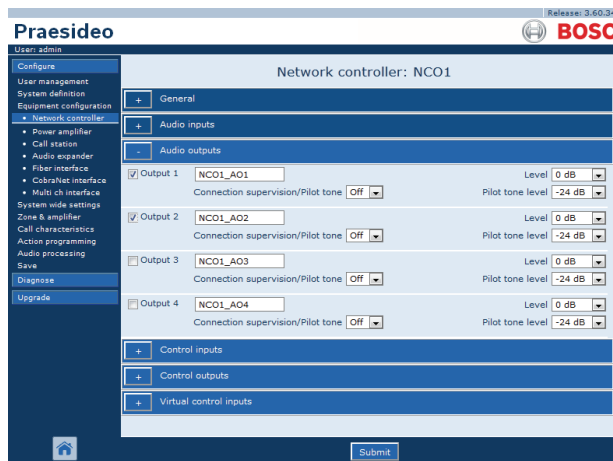 Release: 3.60.34
Praesideo
BOSC
User: admin
Configure
User management
System definition
Equipment configuration
• Network controller
• Power amplifier
• Call station
• Audio expander
• Fiber interface
• CobraNet interface
• Multi ch interface
System wide settings
Zone & amplifier
Call characteristics
Action programming
Audio processing
Save
Diagnose
Upgrade
Network controller: NCO1
+ General
+ Audio inputs
- Audio outputs
Output 1 NCO1_AO1 Level 0 dB
Connection supervision/Pilot tone Off Pilot tone level -24 dB
Output 2 NCO1_AO2 Level 0 dB
Connection supervision/Pilot tone Off Pilot tone level -24 dB
Output 3 NCO1_AO3 Level 0 dB
Connection supervision/Pilot tone Off Pilot tone level -24 dB
Output 4 NCO1_AO4 Level 0 dB
Connection supervision/Pilot tone Off Pilot tone level -24 dB
+ Control inputs
+ Control outputs
+ Virtual control inputs
Submit